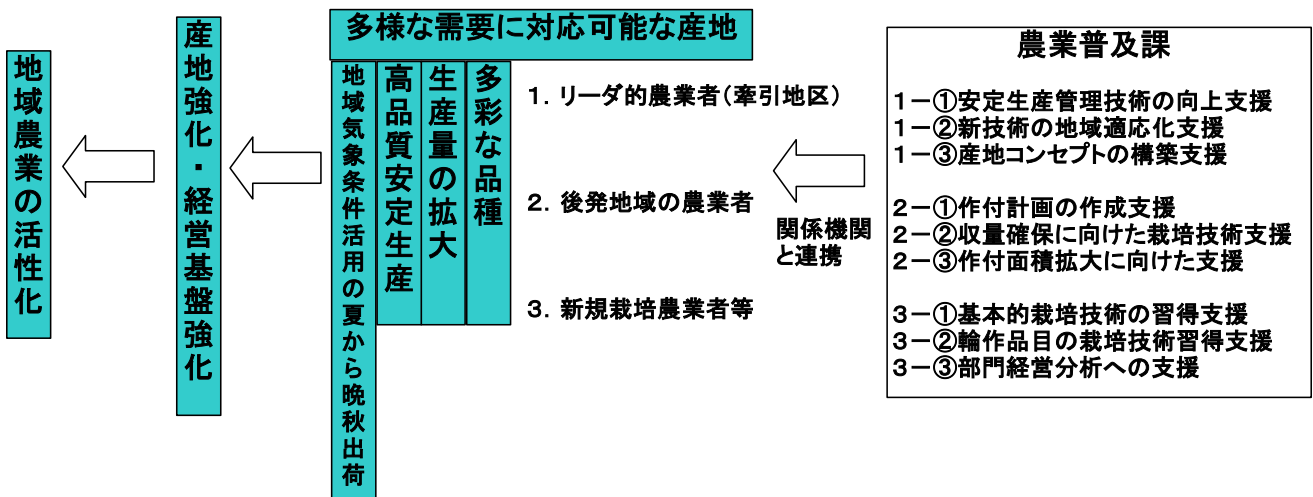 地域農業の活性化
産地強化・経営基盤強化
多様な需要に対応可能な産地
地域気象条件活用の夏から晩秋出荷
高品質安定生産
生産量の拡大
多彩な品種
1．リーダ的農業者（牽引地区）
2．後発地域の農業者
3．新規栽培農業者等
関係機関
と連携
農業普及課
1－①安定生産管理技術の向上支援
1－②新技術の地域適応化支援
1－③産地コンセプトの構築支援
2－①作付計画の作成支援
2－②収量確保に向けた栽培技術支援
2－③作付面積拡大に向けた支援
3－①基本的栽培技術の習得支援
3－②輪作品目の栽培技術習得支援
3－③部門経営分析への支援